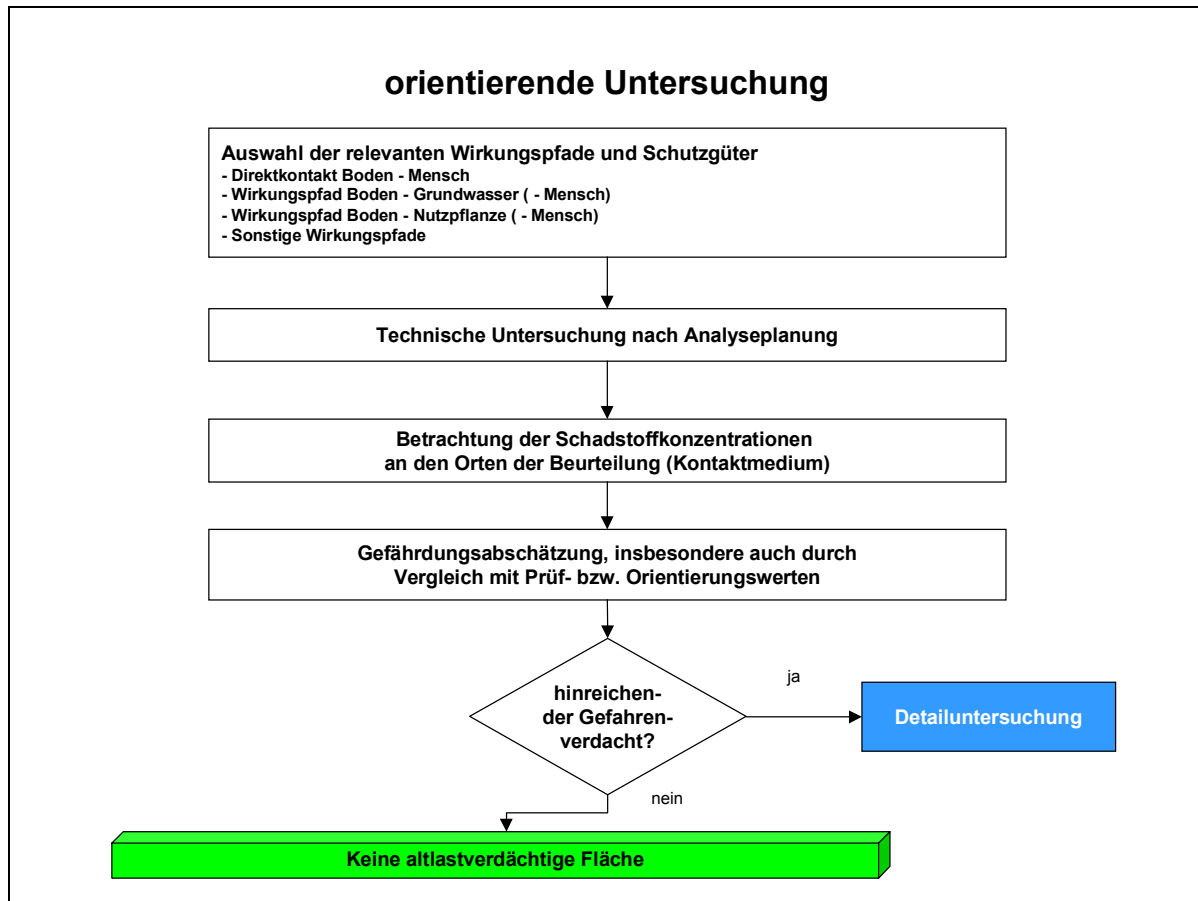 orientierende Untersuchung
Auswahl der relevanten Wirkungspfade und Schutzgüter
- Direktkontakt Boden - Mensch
- Wirkungspfad Boden - Grundwasser ( - Mensch)
- Wirkungspfad Boden - Nutzpflanze ( - Mensch)
- Sonstige Wirkungspfade
Technische Untersuchung nach Analyseplanung
Betrachtung der Schadstoffkonzentrationen
an den Orten der Beurteilung (Kontaktmedium)
Gefährdungsabschätzung, insbesondere auch durch
Vergleich mit Prüf- bzw. Orientierungswerten
hinreichen-
der Gefahren-
verdacht?
ja
Detailuntersuchung
nein
Keine altlastverdächtige Fläche